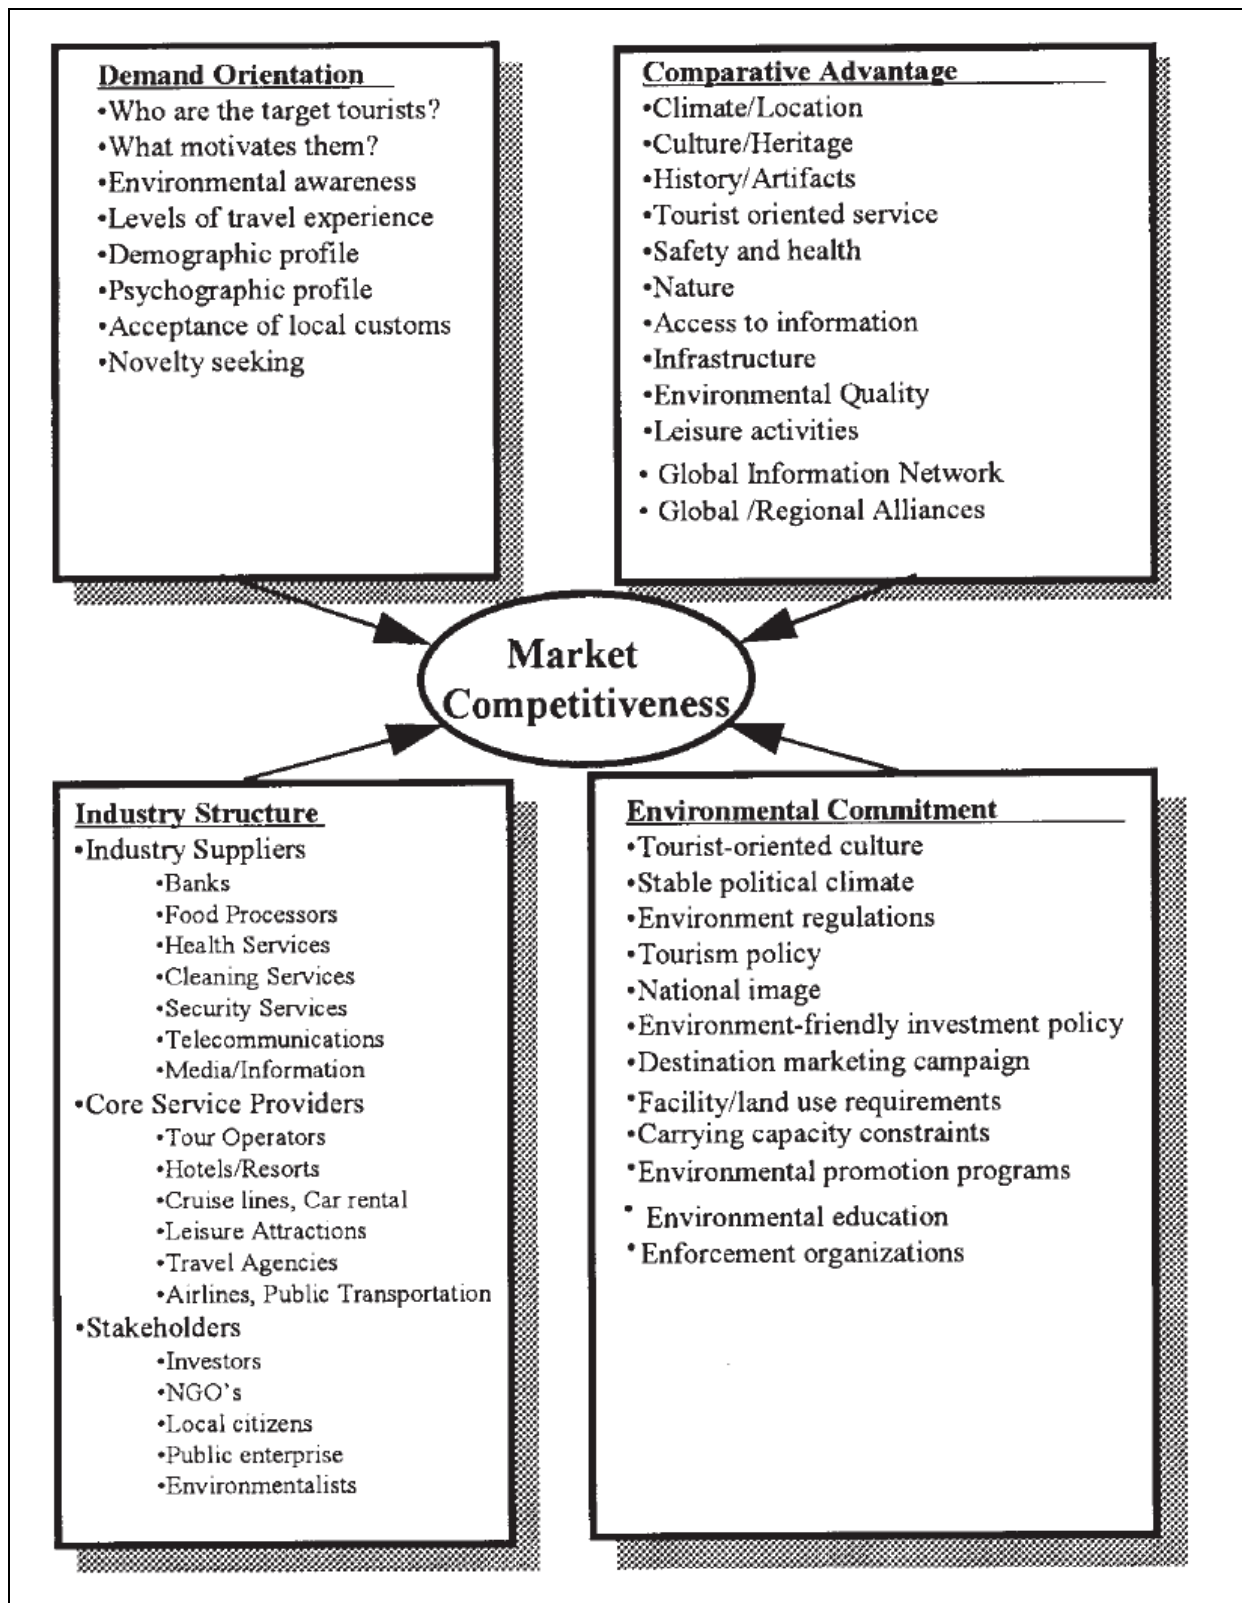 Demand Orientation
•Who are the target tourists?
•What motivates them?
•Environmental awareness
•Levels of travel experience
•Demographic profile
•Psychographic profile
•Acceptance of local customs
•Novelty seeking
Comparative Advantage
•Climate/Location
•Culture/Heritage
•History/Artifacts
•Tourist oriented service
•Safety and health
•Nature
•Access to information
•Infrastructure
•Environmental Quality
•Leisure activities
• Global Information Network
• Global /Regional Alliances
Market
Competitiveness
Industry Structure
•Industry Suppliers
•Banks
•Food Processors
•Health Services
•Cleaning Services
•Security Services
•Telecommunications
•Media/Information
•Core Service Providers
•Tour Operators
•Hotels/Resorts
•Cruise lines, Car rental
•Leisure Attractions
•Travel Agencies
•Airlines, Public Transportation
•Stakeholders
•Investors
•NGO's
•Local citizens
•Public enterprise
•Environmentalists
Environmental Commitment
•Tourist-oriented culture
•Stable political climate
•Environment regulations
•Tourism policy
•National image
•Environment-friendly investment policy
•Destination marketing campaign
•Facility/land use requirements
•Carrying capacity constraints
•Environmental promotion programs
• Environmental education
•Enforcement organizations